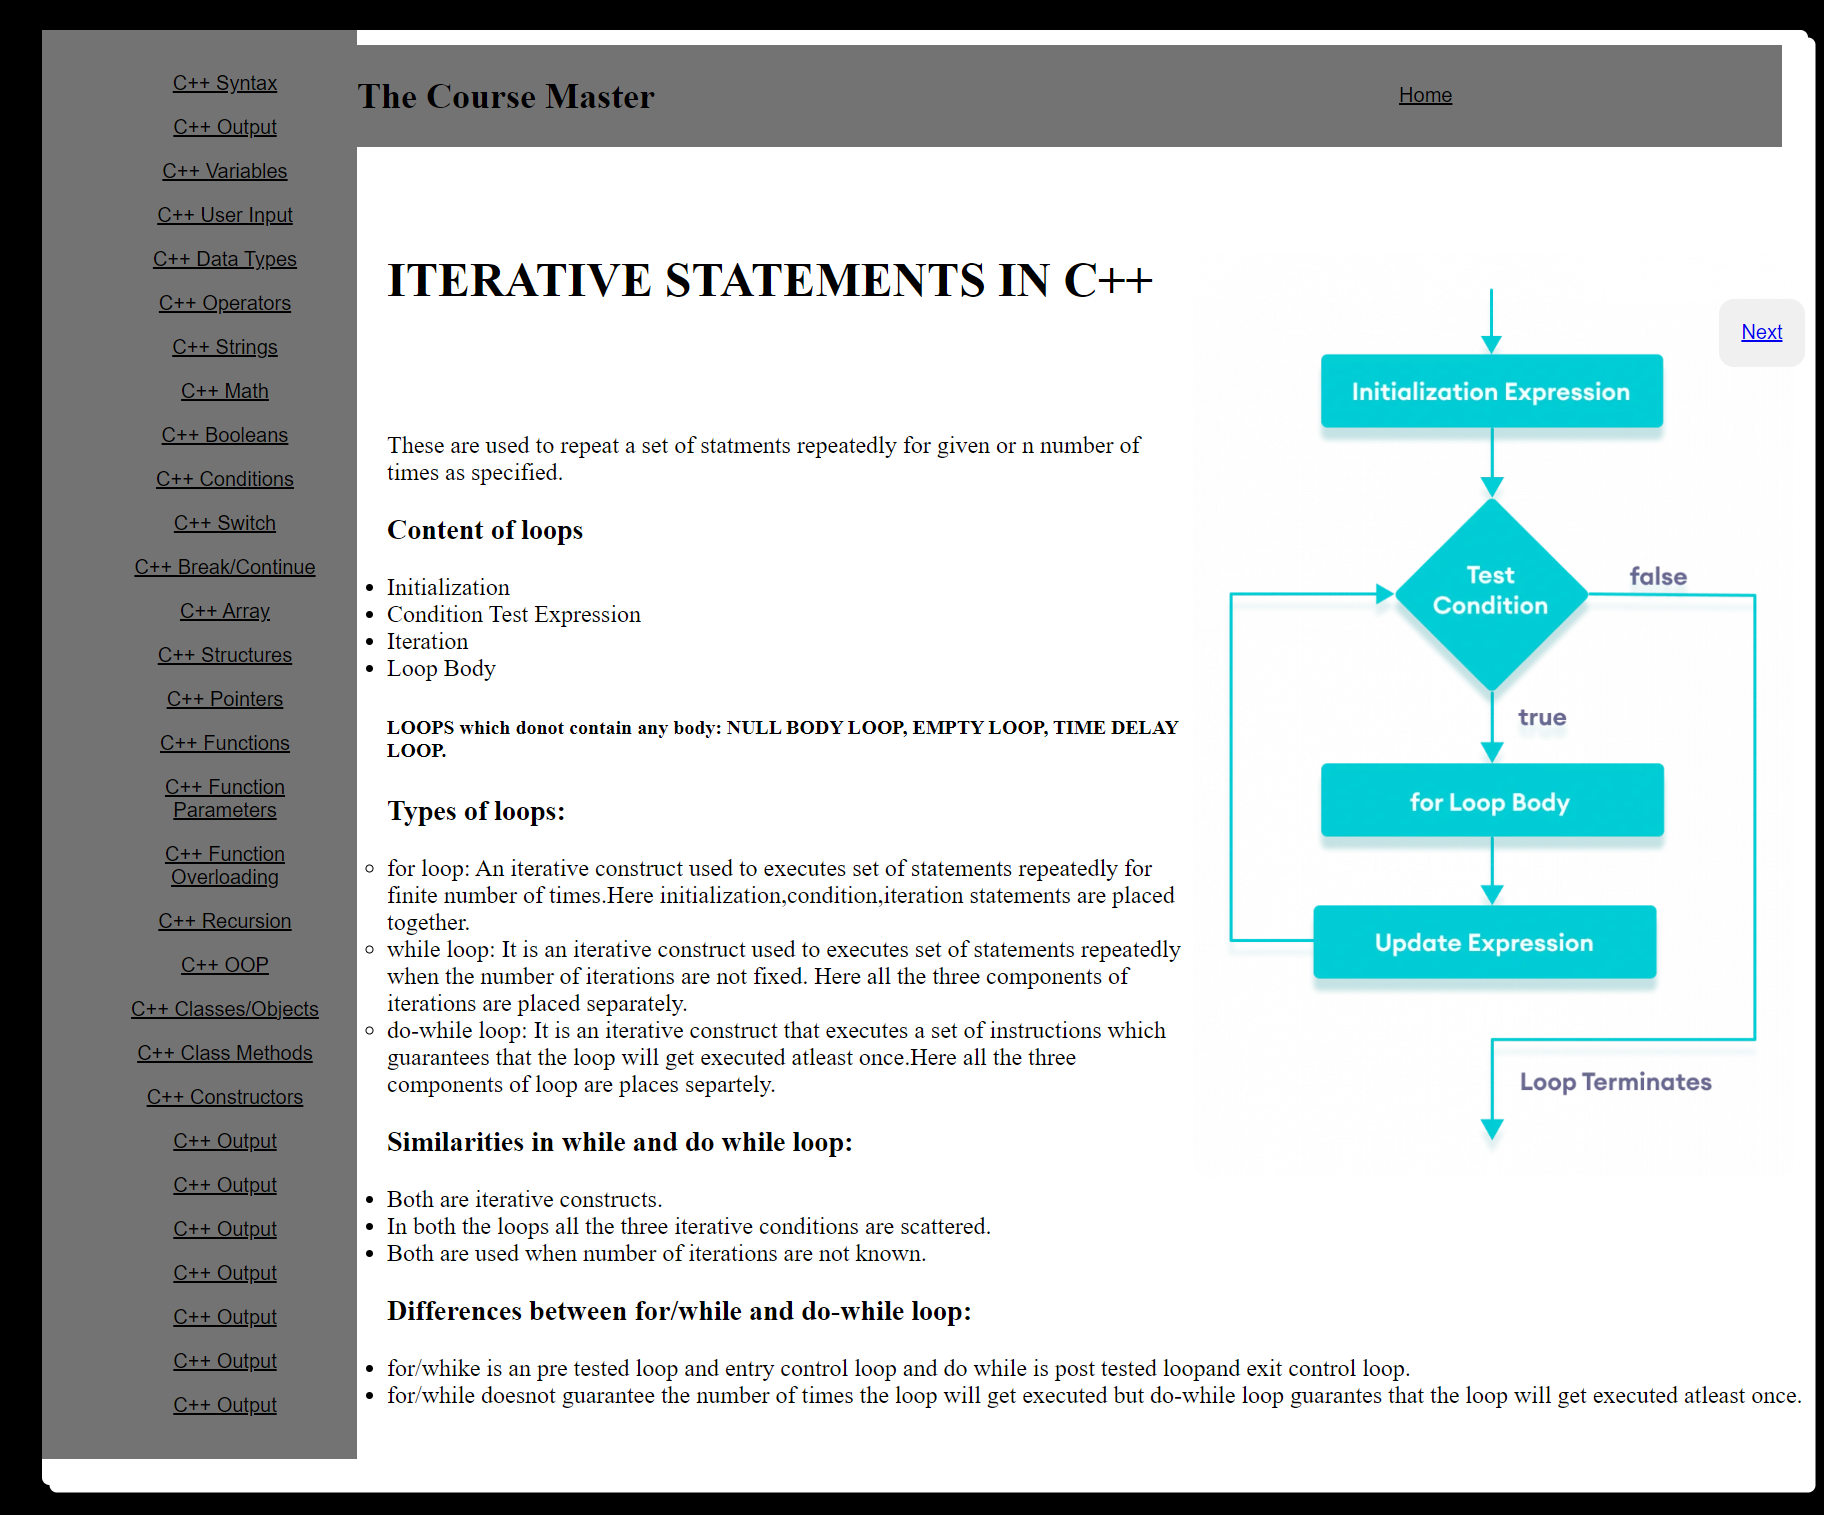 C++ Syntax
C++ Output
C++ Variables
C++ User Input
C++ Data Types
C++ Operators
C++ Strings
C++ Math
C++ Booleans
C++ Conditions
C++ Switch
C++ Break/Continue
C++ Array
C++ Structures
C++ Pointers
C++ Functions
C++ Function
Parameters
C++ Function
Overloading
C++ Recursion
C++ OOP
C++ Classes/Objects
C++ Class Methods
C++ Constructors
C++ Output
C++ Output
C++ Output
C++ Output
C++ Output
C++ Output
C++ Output
The Course Master
Home
ITERATIVE STATEMENTS IN C++
These are used to repeat a set of statments repeatedly for given or n number of
times as specified.
Content of loops
• Initialization
• Condition Test Expression
• Iteration
• Loop Body
LOOPS which donot contain any body: NULL BODY LOOP, EMPTY LOOP, TIME DELAY
LOOP.
Types of loops:
◦ for loop: An iterative construct used to executes set of statements repeatedly for
finite number of times.Here initialization,condition,iteration statements are placed
together.
◦ while loop: It is an iterative construct used to executes set of statements repeatedly
when the number of iterations are not fixed. Here all the three components of
iterations are placed separately.
◦ do-while loop: It is an iterative construct that executes a set of instructions which
guarantees that the loop will get executed atleast once.Here all the three
components of loop are places separtely.
Similarities in while and do while loop:
• Both are iterative constructs.
• In both the loops all the three iterative conditions are scattered.
• Both are used when number of iterations are not known.
Differences between for/while and do-while loop:
• for/whike is an pre tested loop and entry control loop and do while is post tested loopand exit control loop.
• for/while doesnot guarantee the number of times the loop will get executed but do-while loop guarantes that the loop will get executed atleast once.
Next
Initialization Expression
Test
Condition
false
true
for Loop Body
Update Expression
Loop Terminates